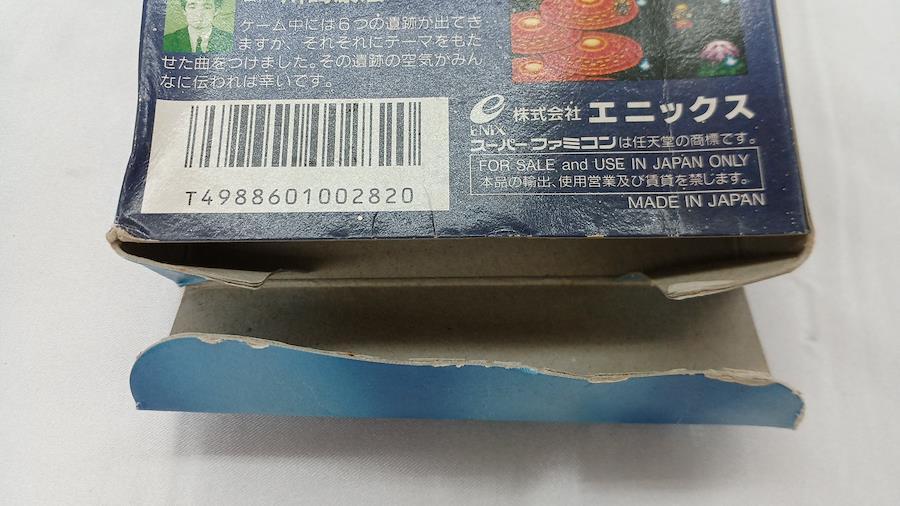 ゲーム中には6つの遺跡が出てき
ますが、それぞれにテーマをもた
せた曲をつけました。その遺跡の空気がみん
なに伝われば幸いです。
T4988601002820
ENIX
株式会社 エニックス
スーパーファミコンは任天堂の商標です。
FOR SALE and USE IN JAPAN ONLY
本品の輸出、使用営業及び賃貸を禁じます。
MADE IN JAPAN